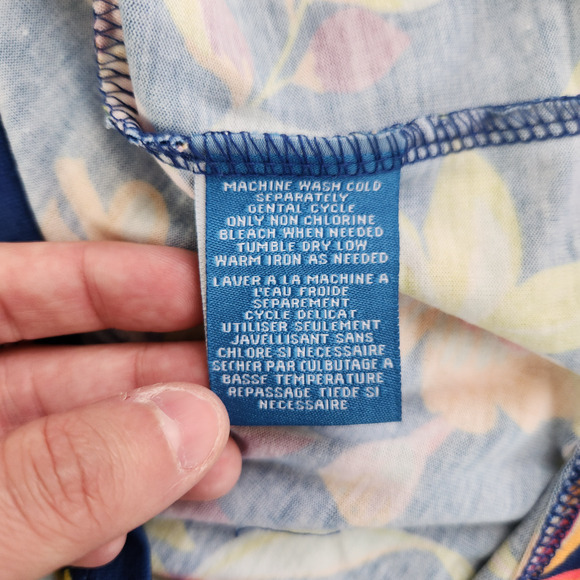 MACHINE WASH COLD
SEPARATELY
GENTAL CYCLE
ONLY NON CHLORINE
BLEACH WHEN NEEDED
TUMBLE DRY LOW
WARM IRON AS NEEDED
LAVER A LA MACHINE A
L'EAU FROIDE
SEPAREMENT
CYCLE DELICAT
UTILISER SEULEMENT
JAVELLISANT SANS
CHLORE SI NECESSAIRE
SECHER PAR CULBUTAGE A
BASSE TEMPERATURE
REPASSAGE TIEDE SI
NECESSAIRE